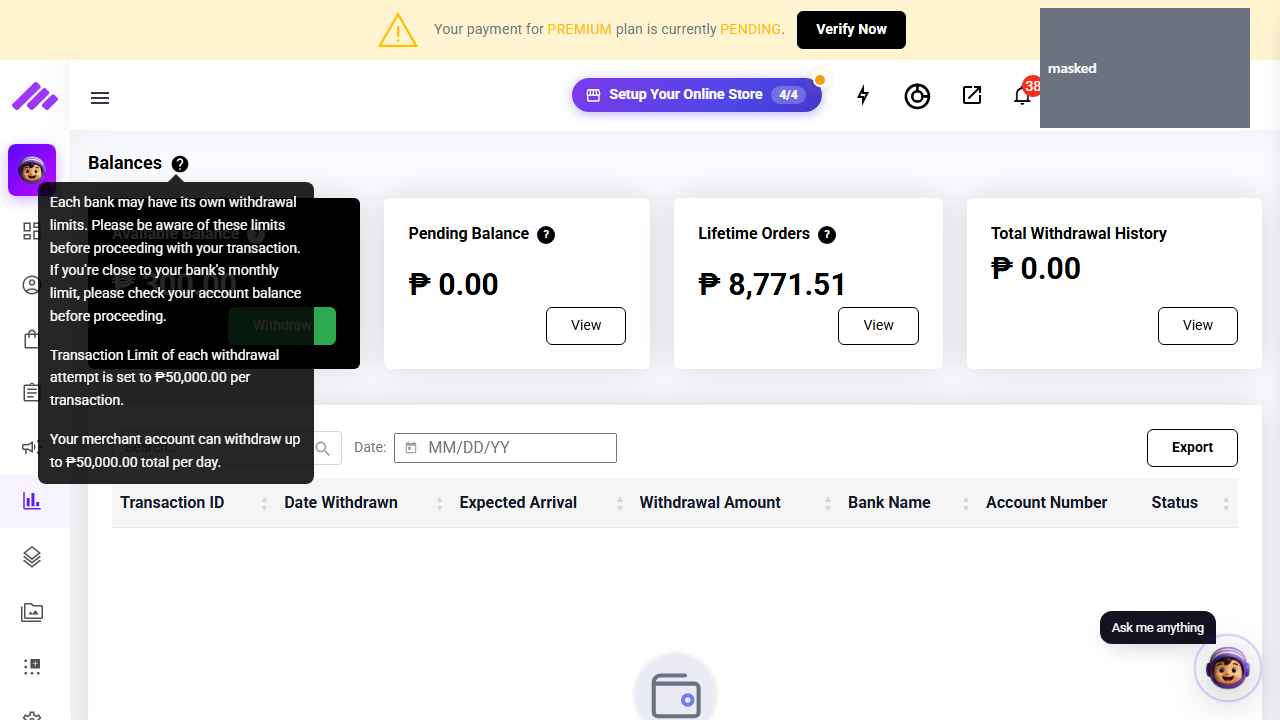 Your payment for PREMIUM plan is currently PENDING.
Verify Now
masked
Setup Your Online Store 4/4
38
Balances ?
Each bank may have its own withdrawal
limits. Please be aware of these limits
before proceeding with your transaction.
If you're close to your bank's monthly
limit, please check your account balance
before proceeding.
Transaction Limit of each withdrawal
attempt is set to ₱50,000.00 per
transaction.
Your merchant account can withdraw up
to ₱50,000.00 total per day.
Available Balance ?
₱ 300.00
Withdraw
Pending Balance ?
₱ 0.00
View
Lifetime Orders ?
₱ 8,771.51
View
Total Withdrawal History
₱ 0.00
View
Search...
Date: MM/DD/YY
Export
Transaction ID Date Withdrawn Expected Arrival Withdrawal Amount Bank Name Account Number Status
Ask me anything